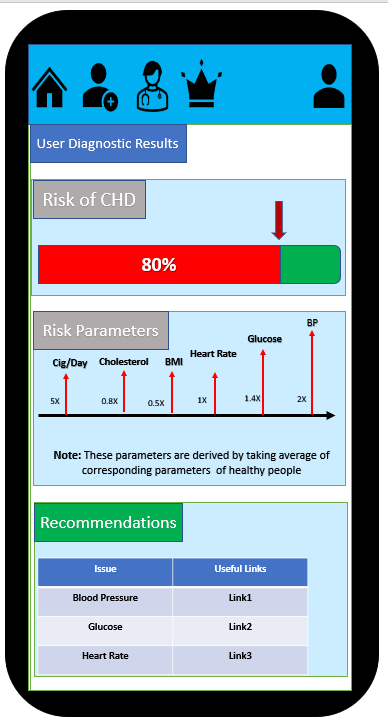 User Diagnostic Results
Risk of CHD
80%
Risk Parameters
BP
Glucose
Heart Rate
Cig/Day Cholesterol BMI
5X 0.8X 0.5X 1X 1.4X 2X
Note: These parameters are derived by taking average of
corresponding parameters of healthy people
Recommendations
Issue Useful Links
Blood Pressure Link1
Glucose Link2
Heart Rate Link3